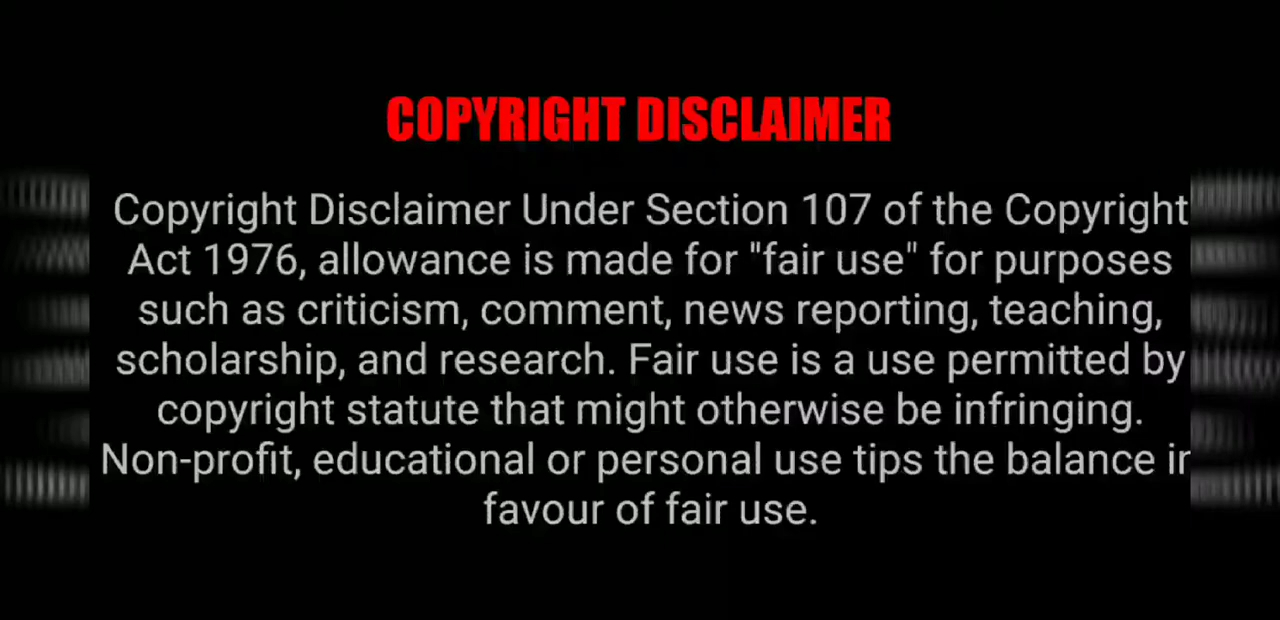 COPYRIGHT DISCLAIMER
Copyright Disclaimer Under Section 107 of the Copyright
Act 1976, allowance is made for "fair use" for purposes
such as criticism, comment, news reporting, teaching,
scholarship, and research. Fair use is a use permitted by
copyright statute that might otherwise be infringing.
Non-profit, educational or personal use tips the balance in
favour of fair use.